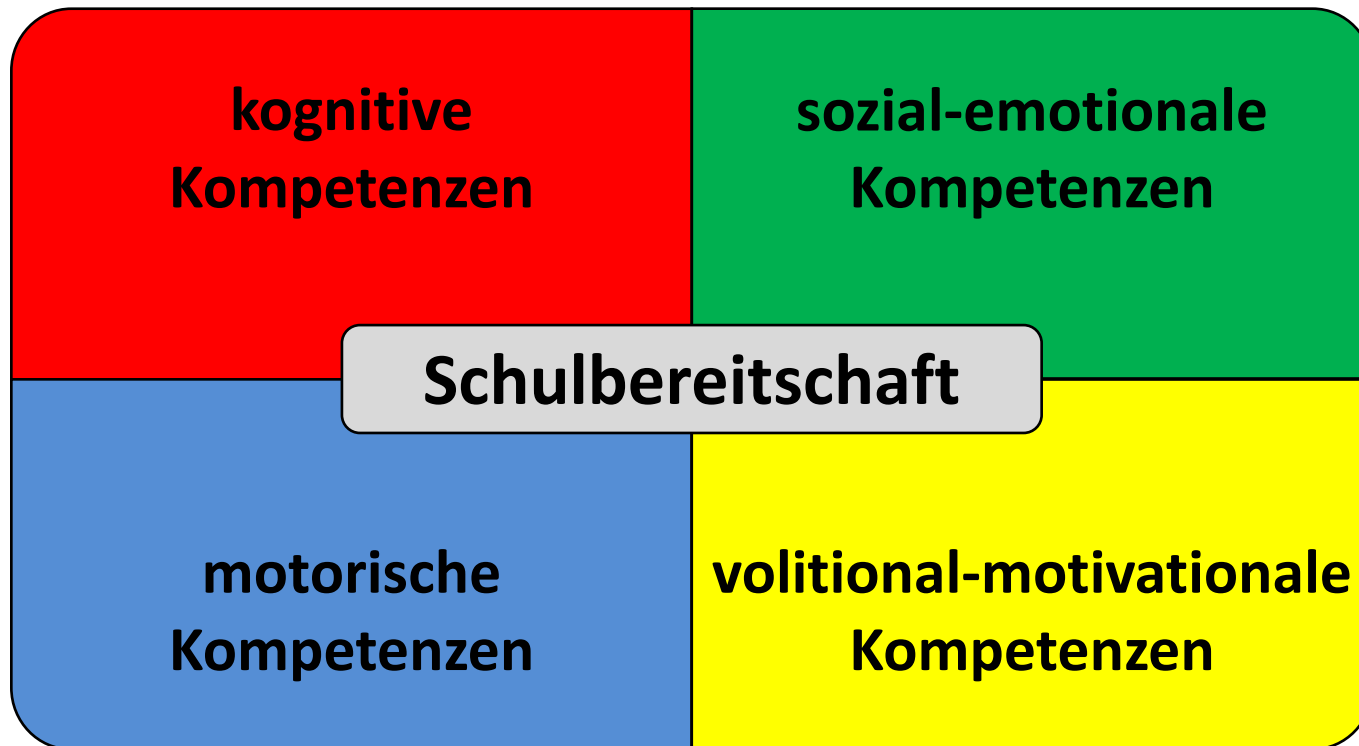 kognitive
Kompetenzen
sozial-emotionale
Kompetenzen
Schulbereitschaft
motorische
Kompetenzen
volitional-motivationale
Kompetenzen